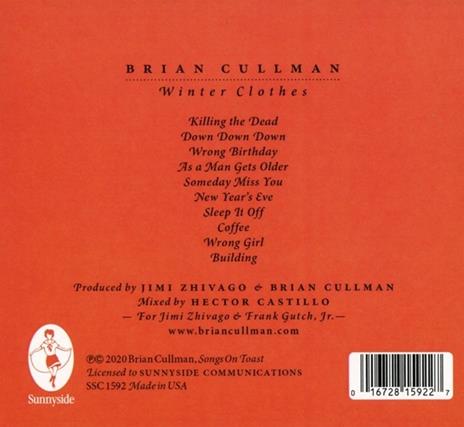 BRIAN CULLMAN
Winter Clothes
Killing the Dead
Down Down Down
Wrong Birthday
As a Man Gets Older
Someday Miss You
New Year's Eve
Sleep It Off
Coffee
Wrong Girl
Building
Produced by JIMI ZHIVAGO & BRIAN CULLMAN
Mixed by HECTOR CASTILLO
— For Jimi Zhivago & Frank Gutch, Jr.—
www.briancullman.com
Sunnyside
℗© 2020 Brian Cullman, Songs On Toast
Licensed to SUNNYSIDE COMMUNICATIONS
SSC 1592 Made in USA
0 16728 15922 7